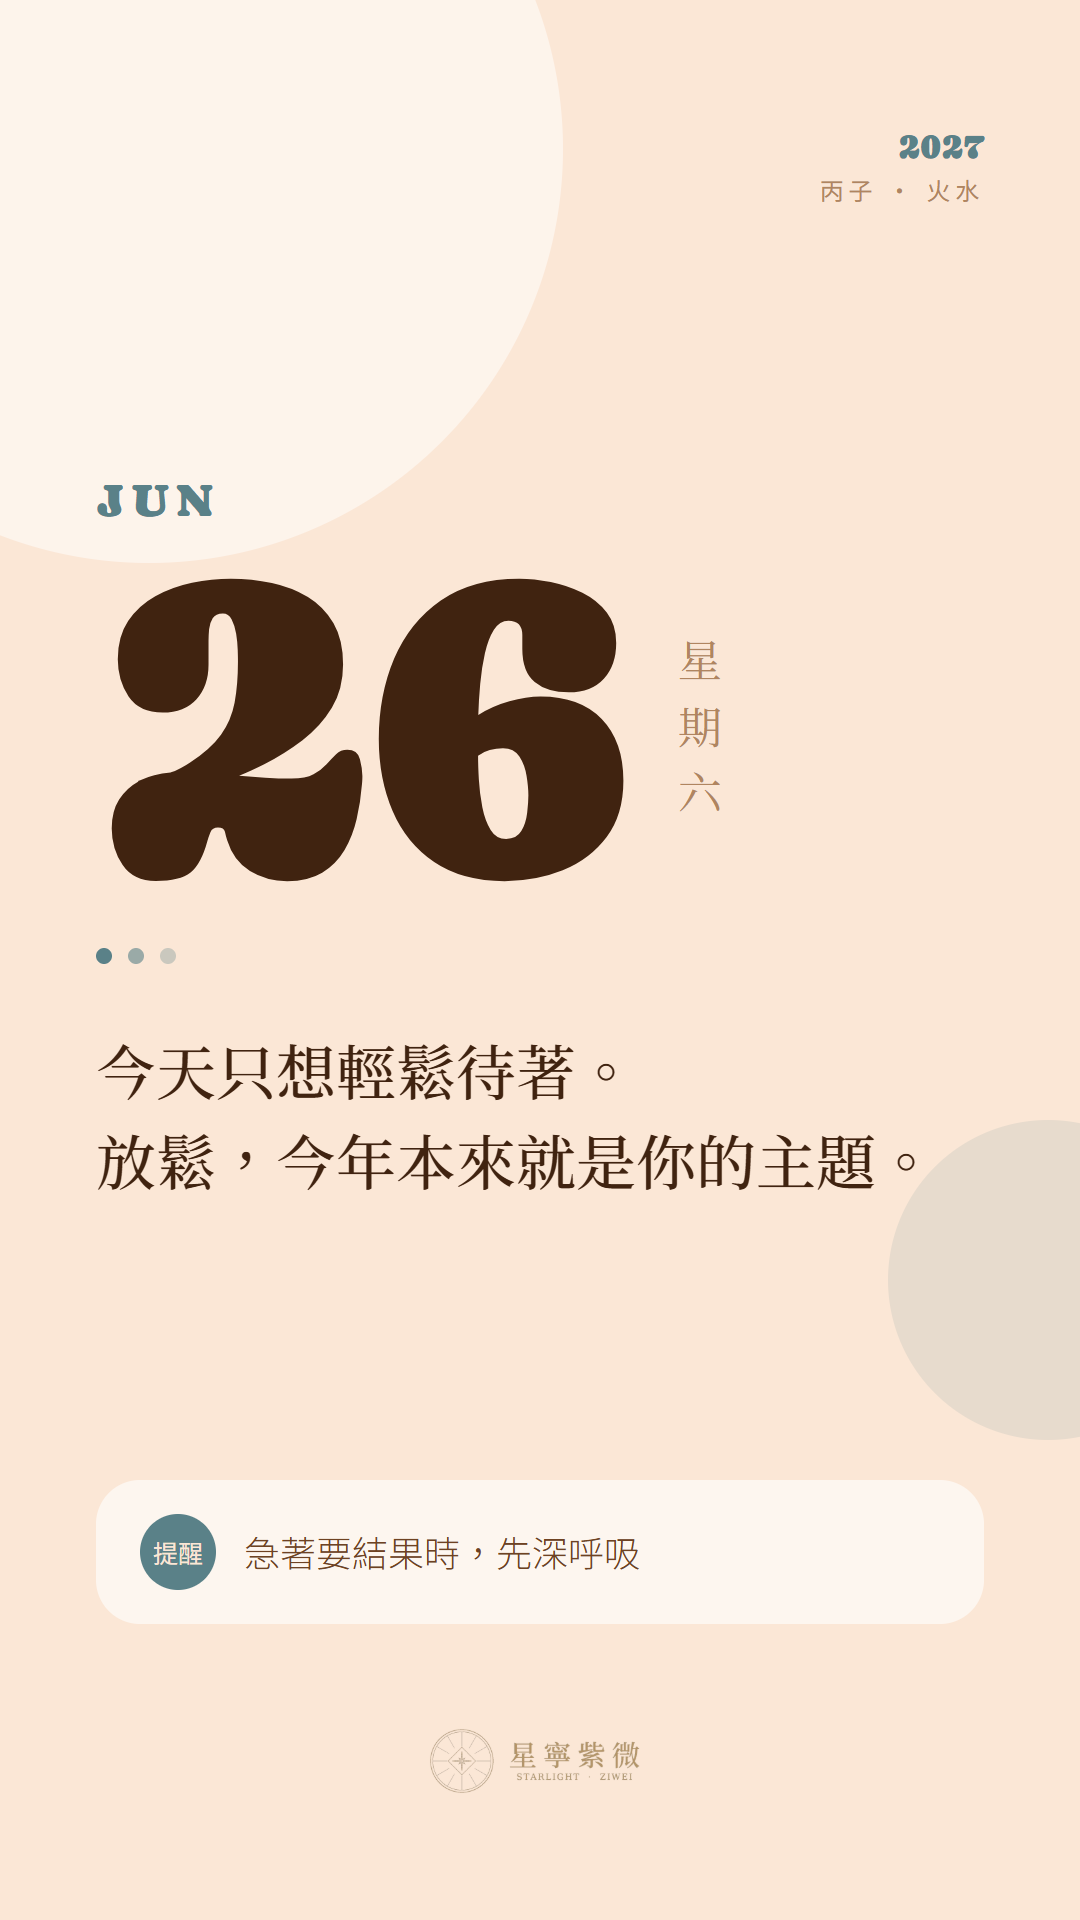 2027
丙子 · 火水
JUN
26
星期六
今天只想輕鬆待著。
放鬆，今年本來就是你的主題。
提醒
急著要結果時，先深呼吸
星寧紫微
STARLIGHT · ZIWEI